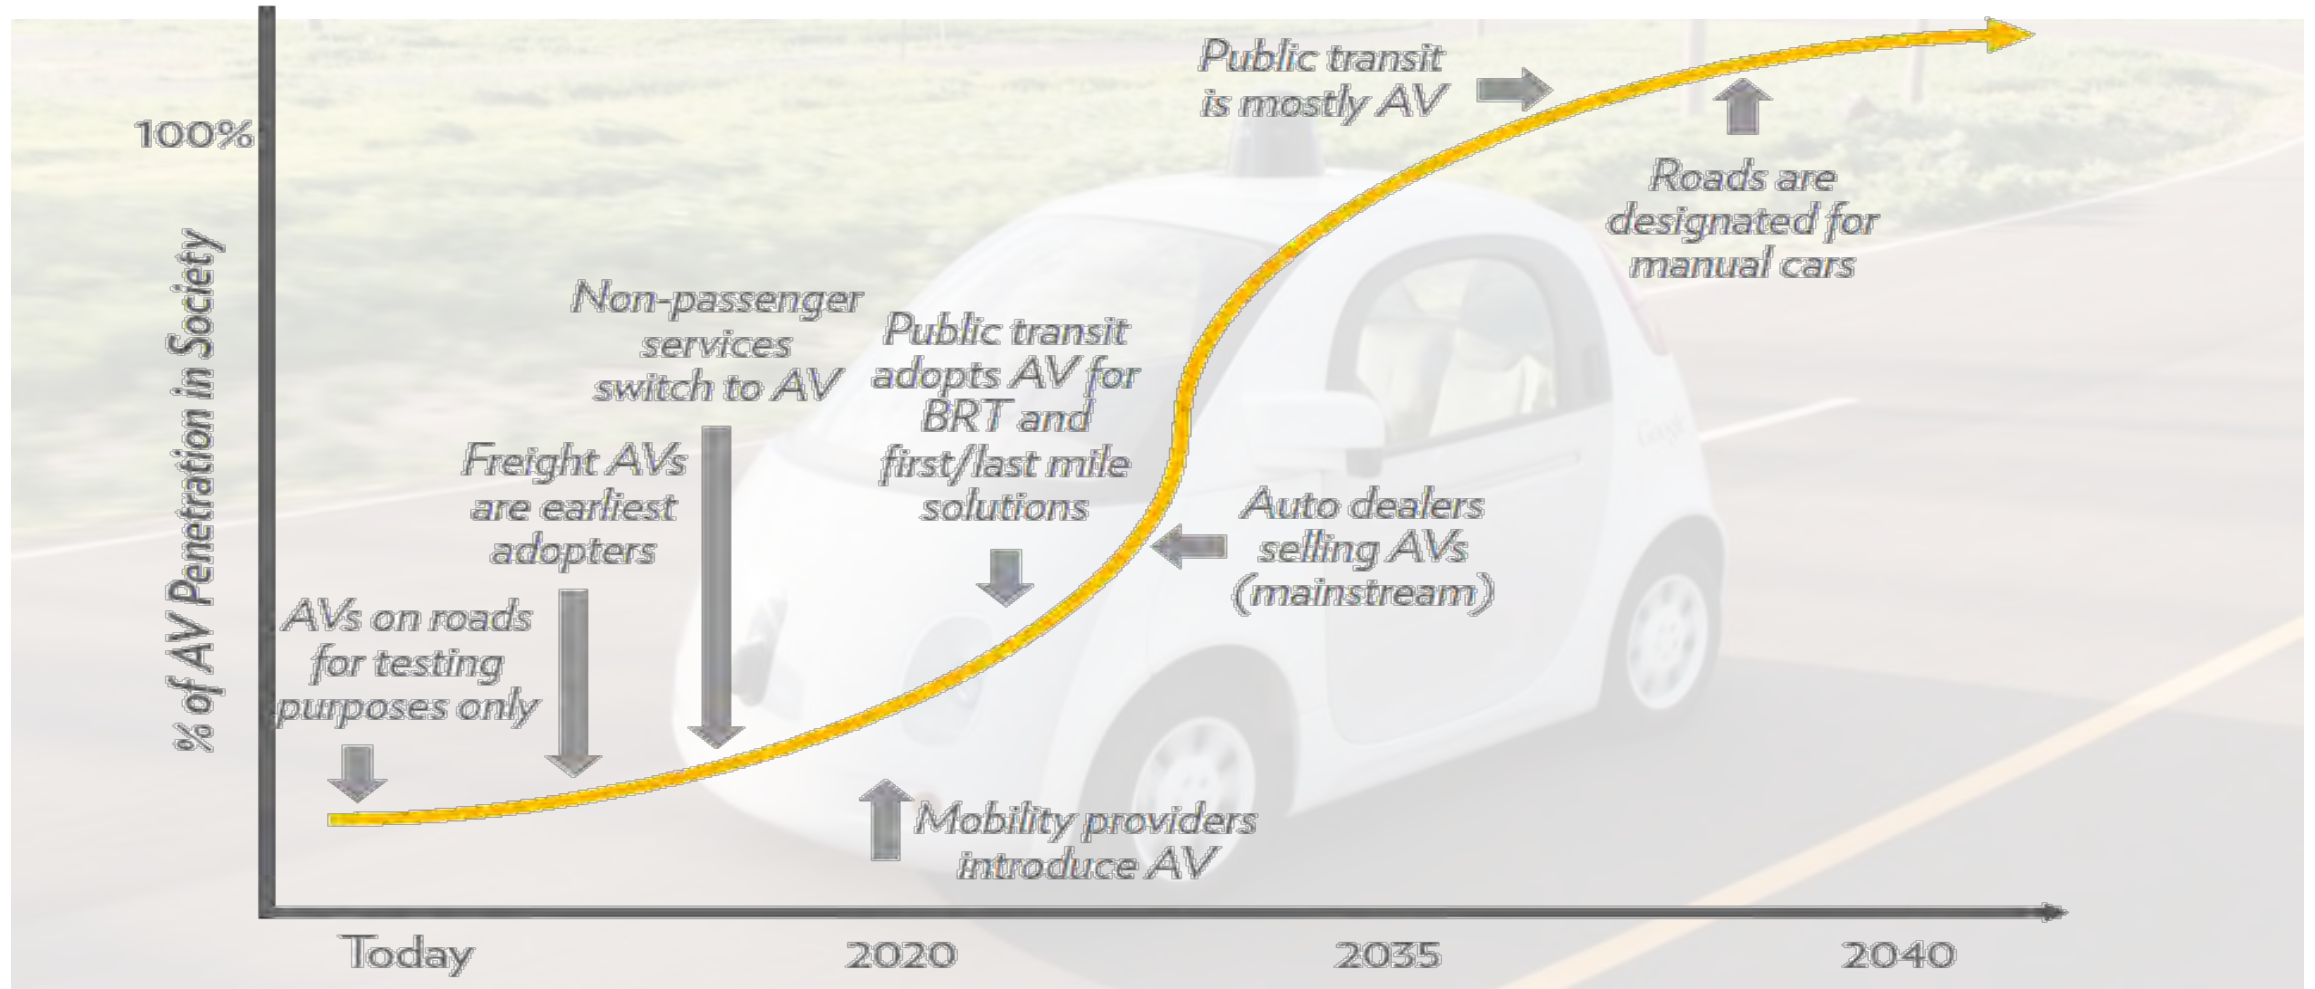 100%
% of AV Penetration in Society
AVs on roads
for testing
purposes only
Freight AVs
are earliest
adopters
Non-passenger
services
switch to AV
Public transit
adopts AV for
BRT and
first/last mile
solutions
Mobility providers
introduce AV
Auto dealers
selling AVs
(mainstream)
Public transit
is mostly AV
Roads are
designated for
manual cars
Google
Today
2020
2035
2040